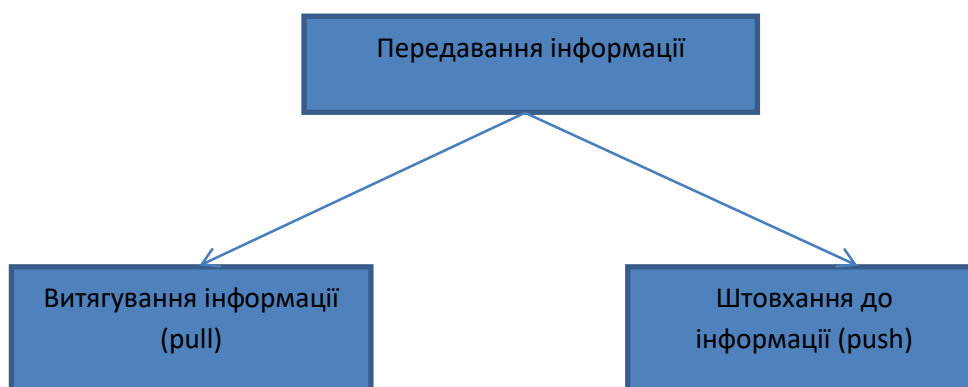 Передавання інформації
Витягування інформації
(pull)
Штовхання до
інформації (push)